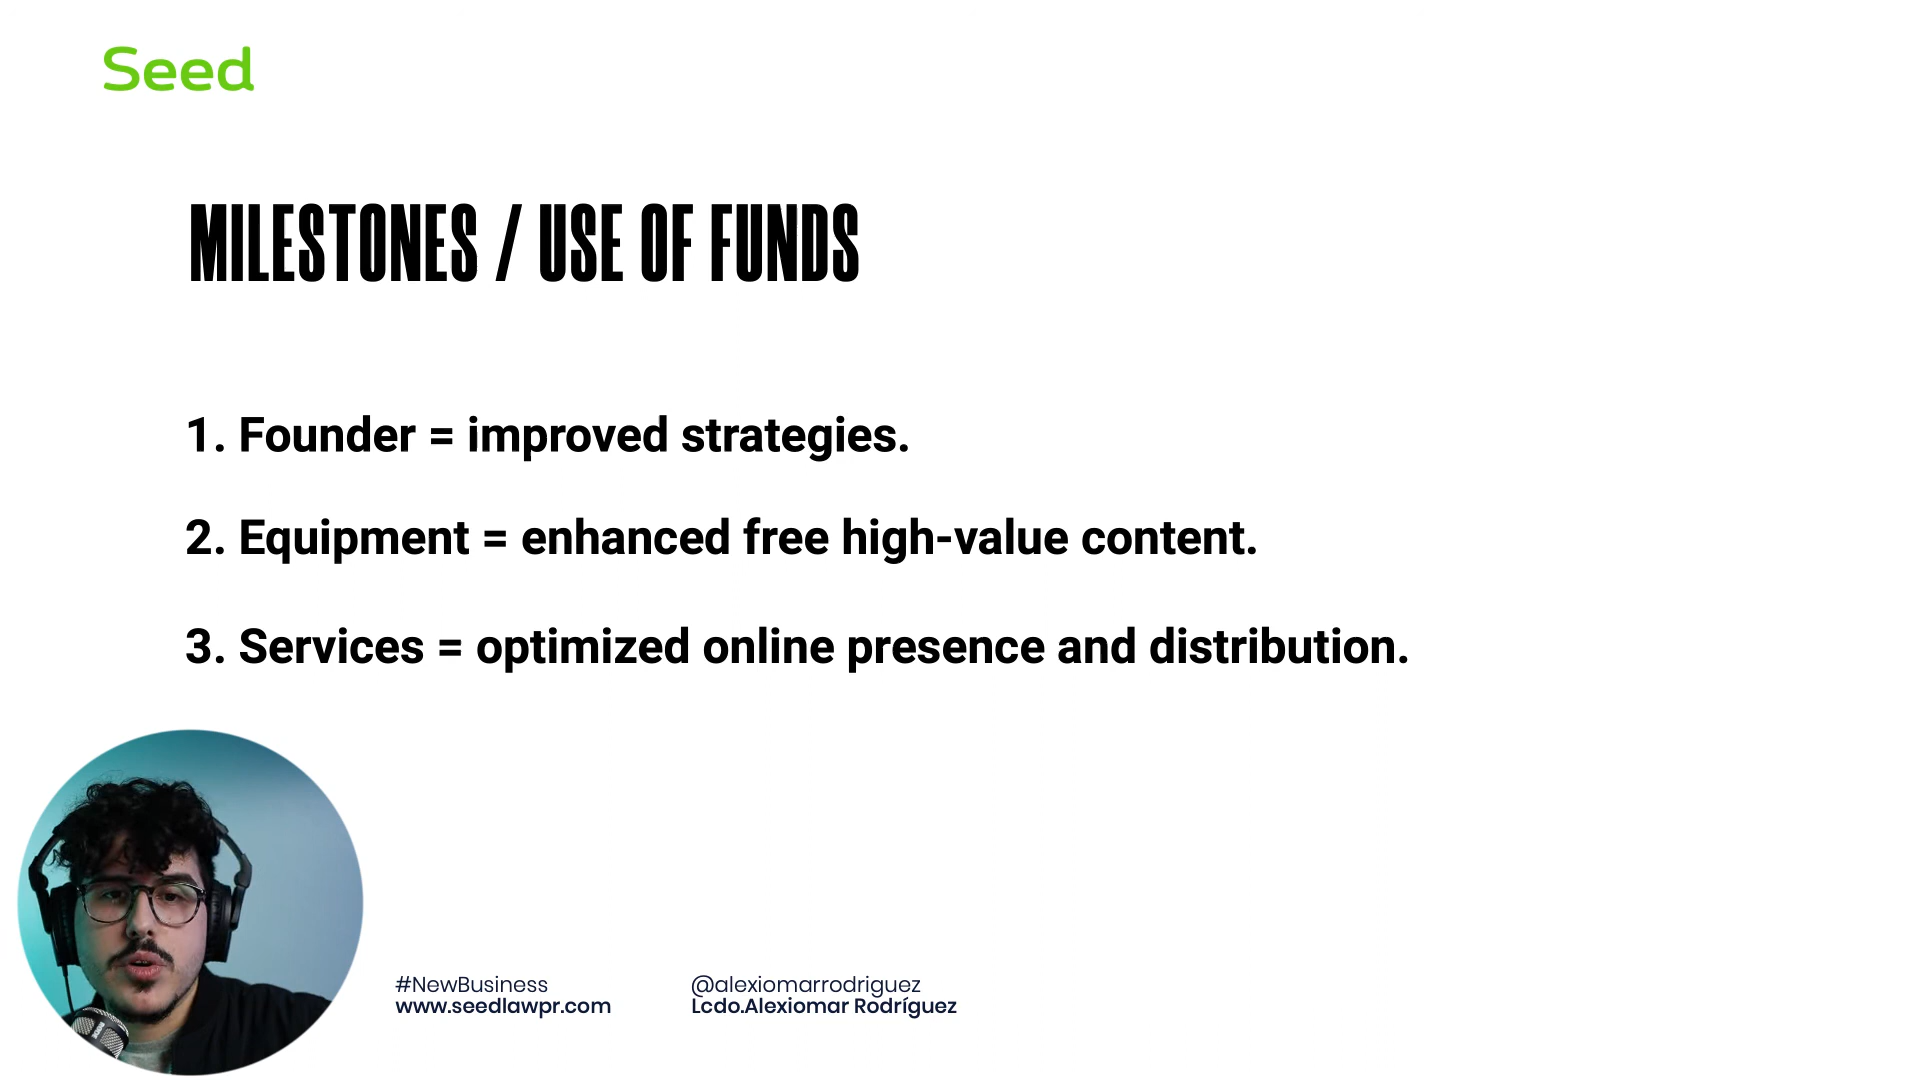 Seed
MILESTONES / USE OF FUNDS
1. Founder = improved strategies.
2. Equipment = enhanced free high-value content.
3. Services = optimized online presence and distribution.
#NewBusiness
www.seedlawpr.com
@alexiomarrodriguez
Lcdo.Alexiomar Rodríguez